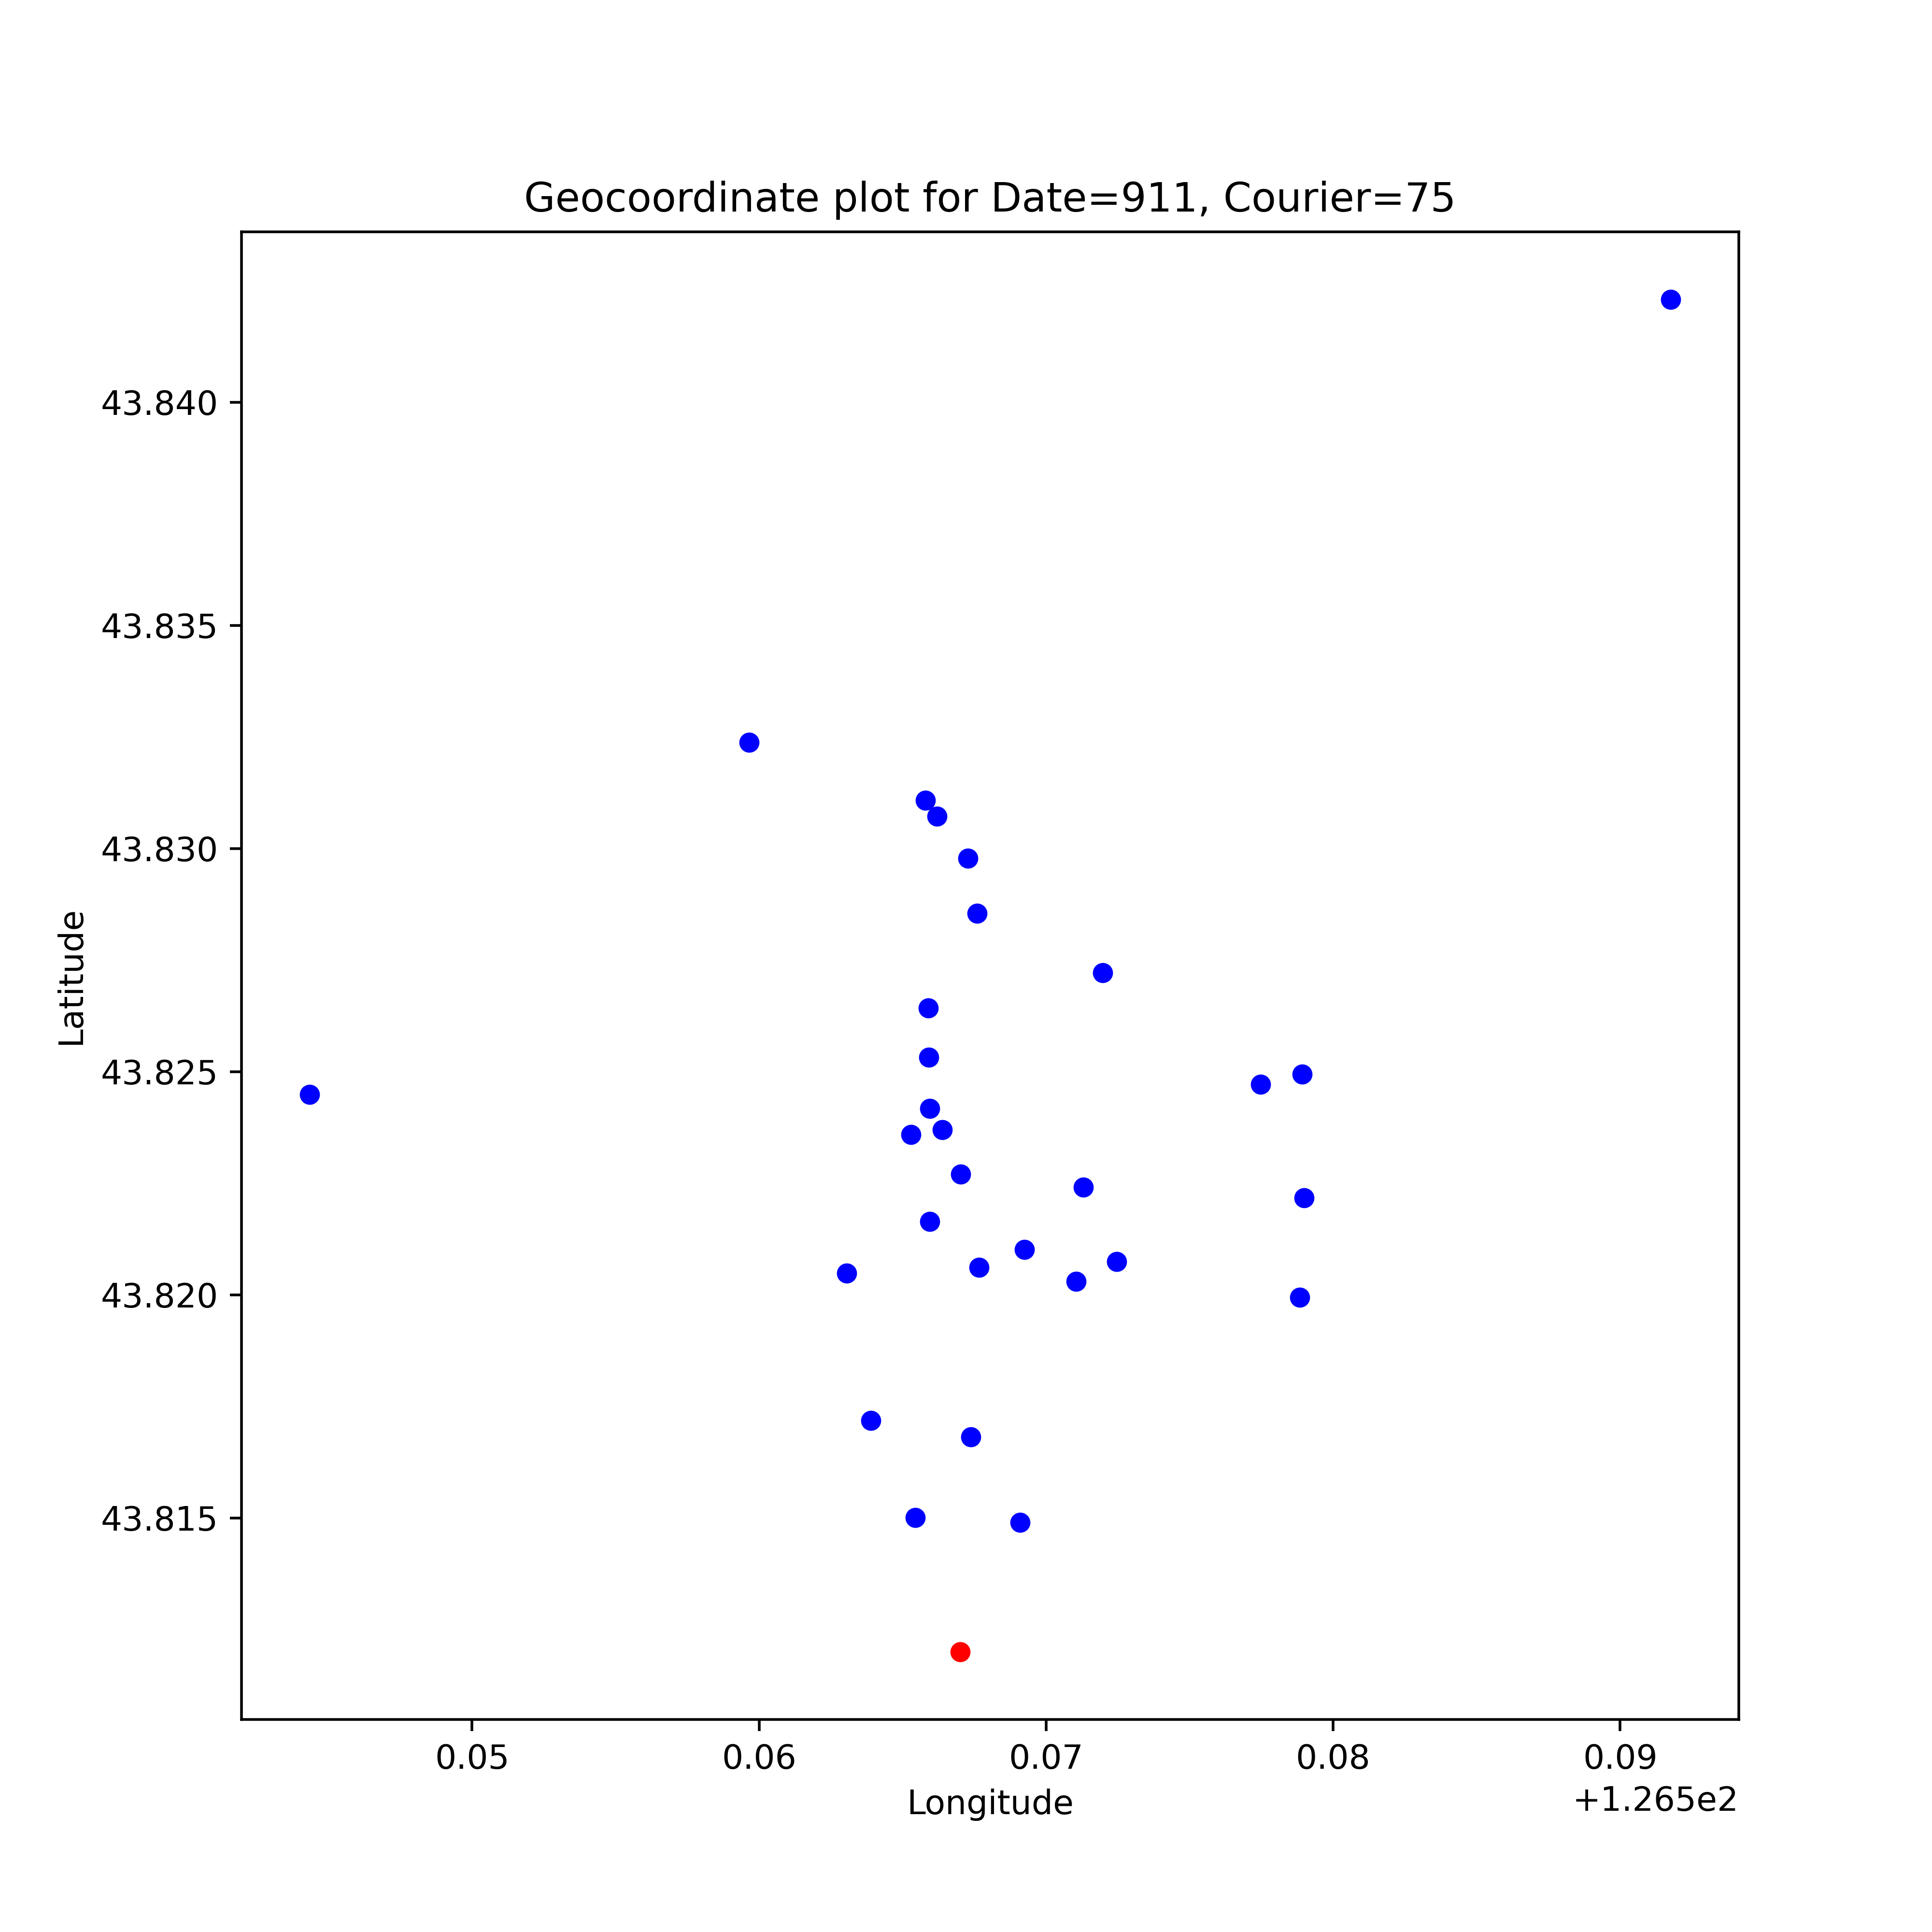 Geocoordinate plot for Date=911, Courier=75
43.840
43.835
43.830
43.825
43.820
43.815
Latitude
0.05 0.06 0.07 0.08 0.09
Longitude
+1.265e2